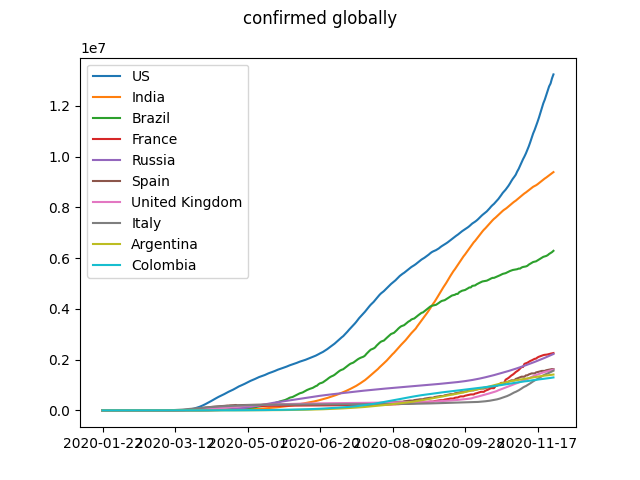 confirmed globally
1e7
US
India
Brazil
France
Russia
Spain
United Kingdom
Italy
Argentina
Colombia
1.2
1.0
0.8
0.6
0.4
0.2
0.0
2020-01-22 2020-03-12 2020-05-01 2020-06-20 2020-08-09 2020-09-28 2020-11-17